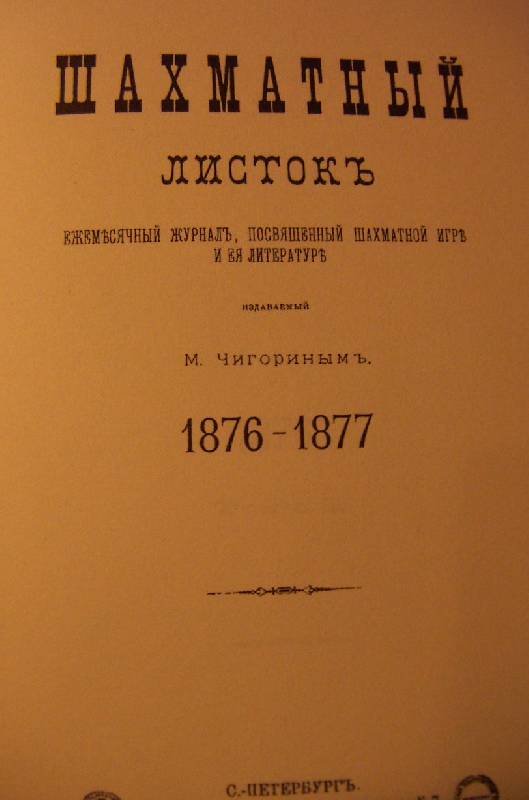 ШАХМАТНЫЙ
ЛИСТОКЪ
ЕЖЕМѢСЯЧНЫЙ ЖУРНАЛЪ, ПОСВЯЩЕННЫЙ ШАХМАТНОЙ ИГРѢ
И ЕЯ ЛИТЕРАТУРѢ
ИЗДАВАЕМЫЙ
М. Чигоринымъ.
1876 - 1877
С.-ПЕТЕРБУРГЪ.